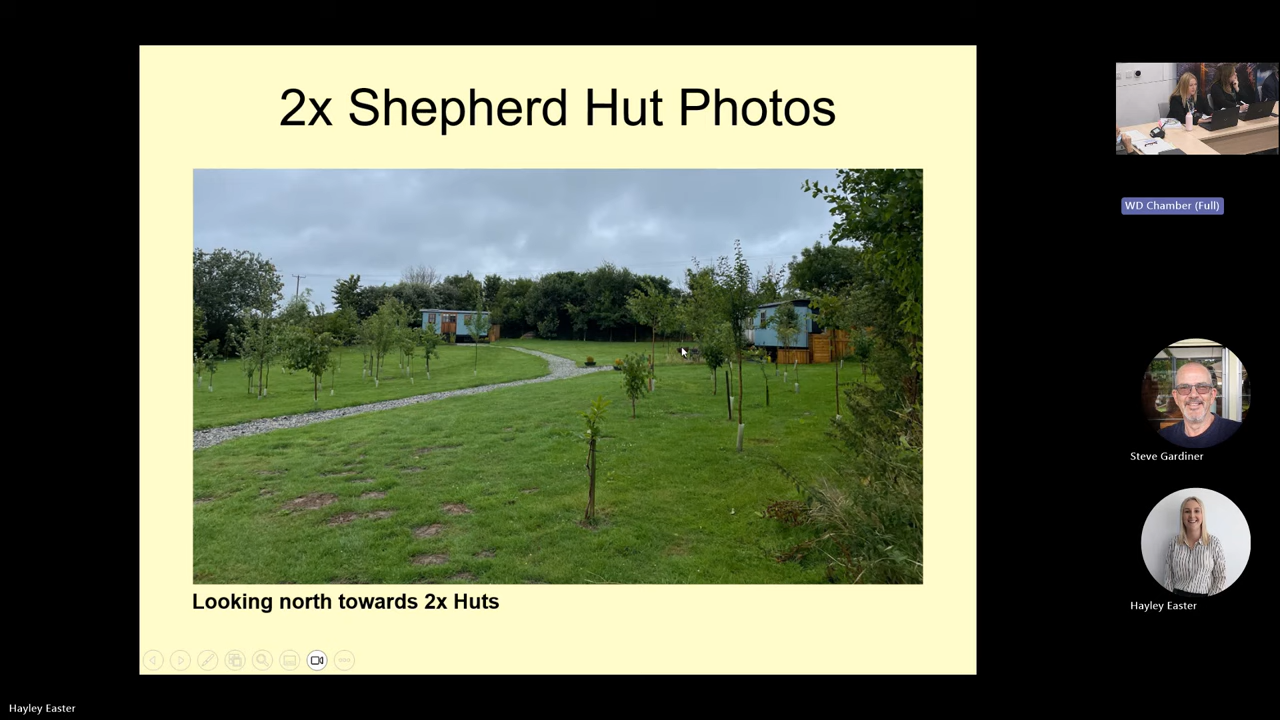 2x Shepherd Hut Photos
Looking north towards 2x Huts
WD Chamber (Full)
Steve Gardiner
Hayley Easter
Hayley Easter